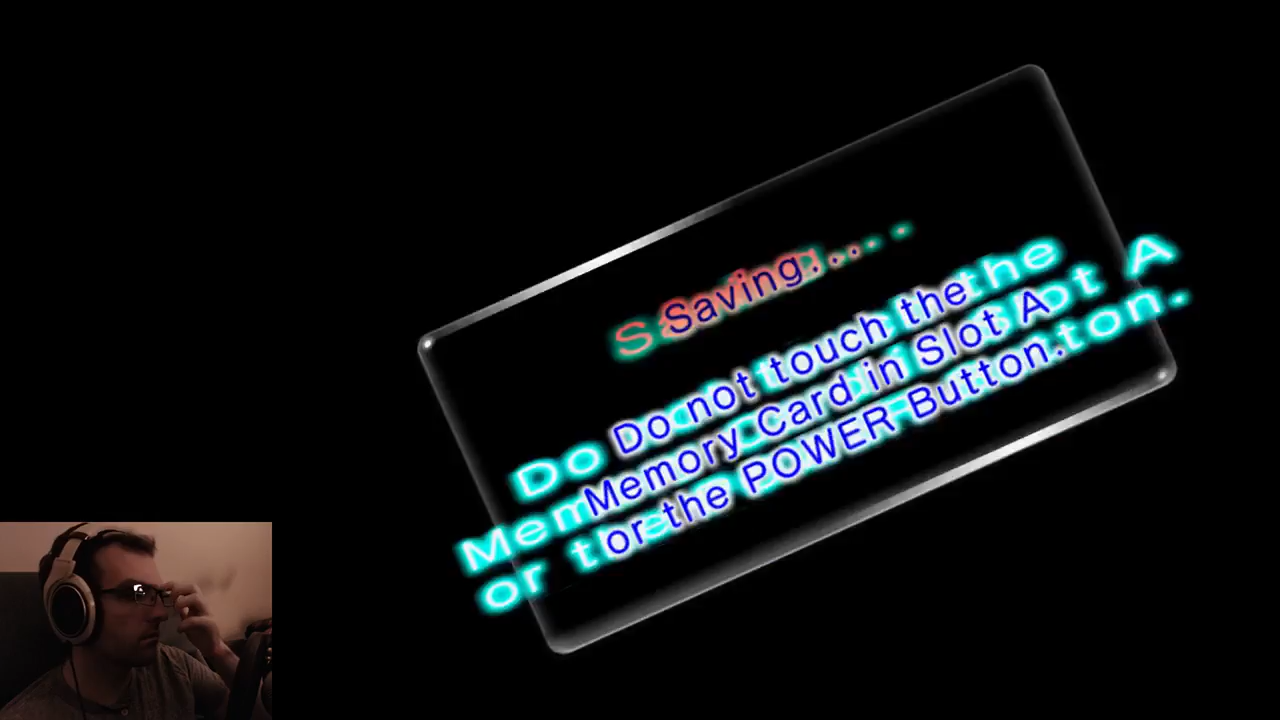 Saving....
Do not touch the
Memory Card in Slot A
or the POWER Button.